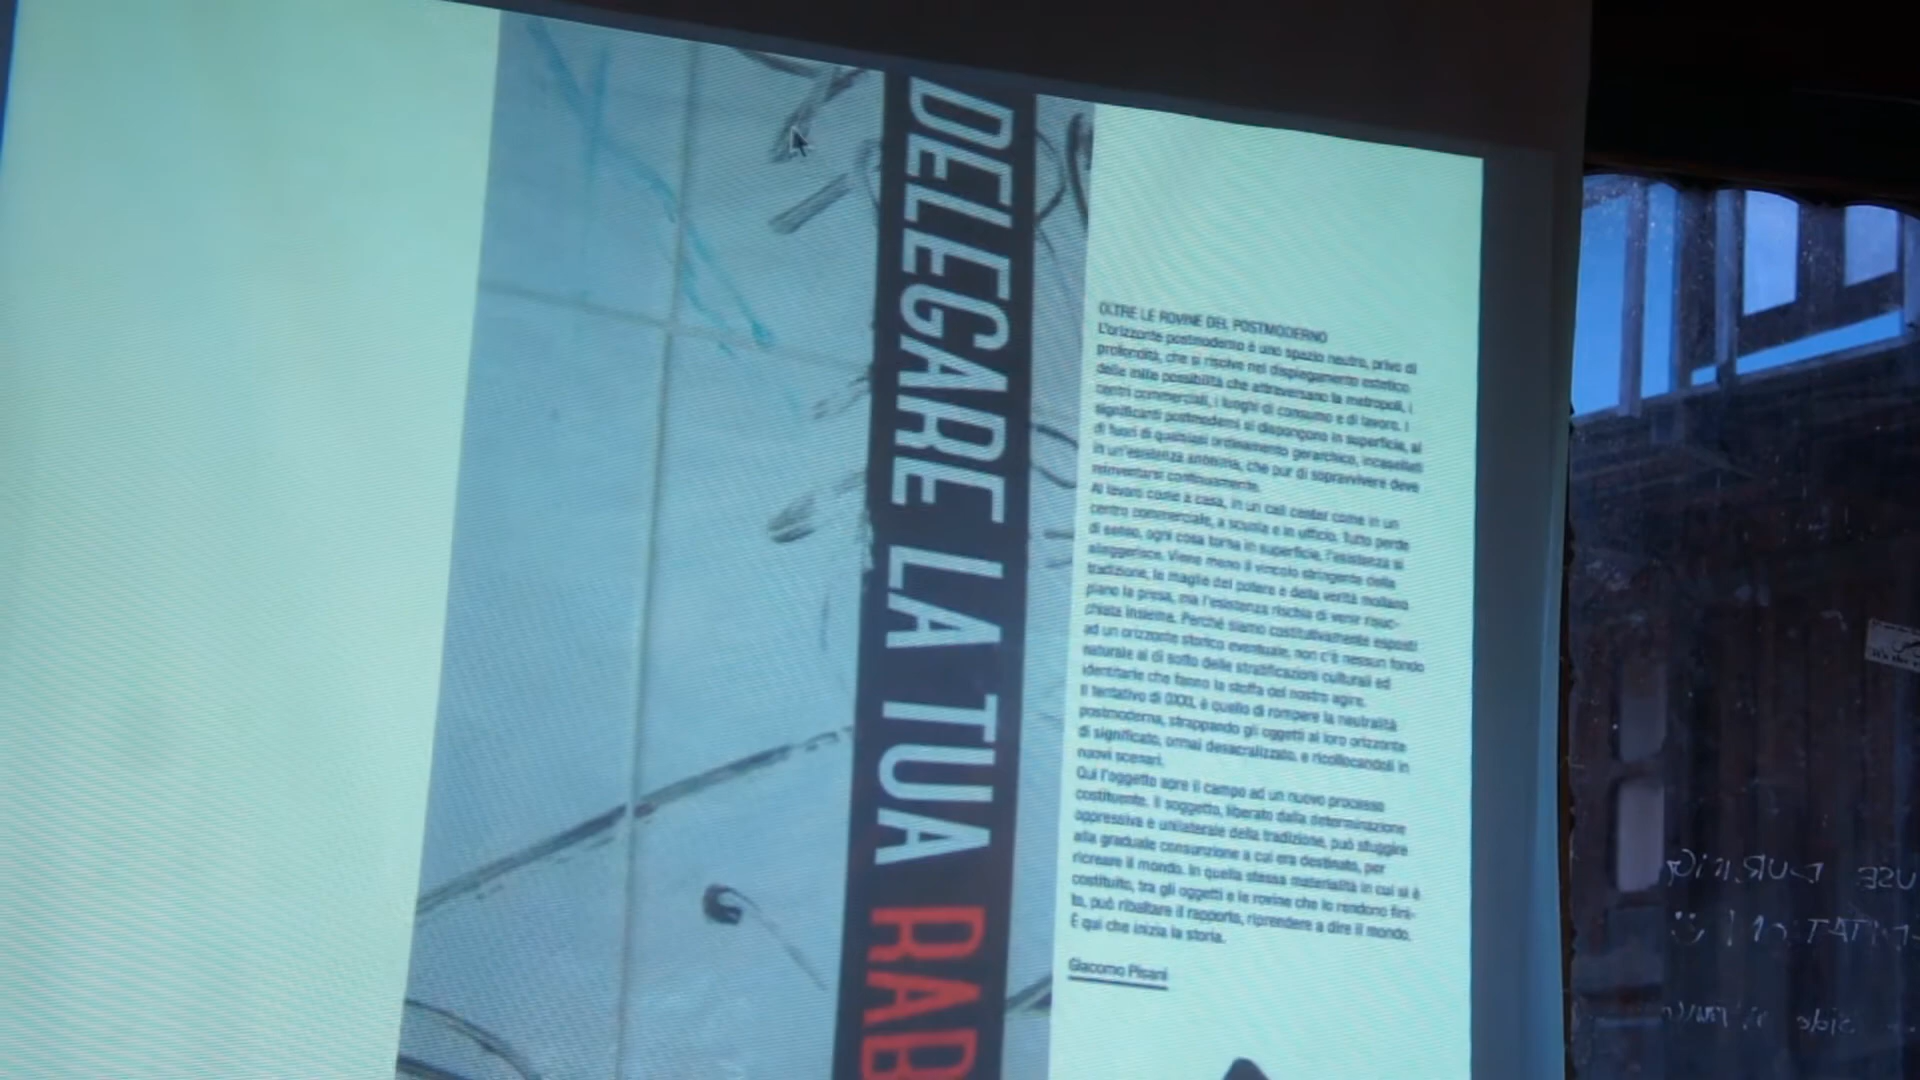 DELEGARE LA TUA RAB
OLTRE LE ROVINE DEL POSTMODERNO
L'orizzonte postmoderno è uno spazio neutro, privo di
profondità, che si risolve nel dispiegamento estetico
delle mille possibilità che attraversano la metropoli, i
centri commerciali, i luoghi di consumo e di lavoro. I
significanti postmoderni si dispongono in superficie, al
di fuori di qualsiasi ordinamento gerarchico, incasellati
in un'esistenza anonima, che pur di sopravvivere deve
reinventarsi continuamente.
Al lavoro come a casa, in un call center come in un
centro commerciale, a scuola e in ufficio. Tutto perde
di senso, ogni cosa torna in superficie, l'esistenza si
alleggerisce. Viene meno il vincolo stringente della
tradizione, le maglie del potere e della verità mollano
piano la presa, ma l'esistenza rischia di venir risuc-
chiata insieme. Perché siamo costitutivamente esposti
ad un orizzonte storico eventuale, non c'è nessun fondo
naturale al di sotto delle stratificazioni culturali ed
identitarie che fanno la stoffa del nostro agire.
Il tentativo di è quello di rompere la neutralità
postmoderna, strappando gli oggetti al loro orizzonte
di significato, ormai desacralizzato, e ricollocandoli in
nuovi scenari.
Qui l'oggetto apre il campo ad un nuovo processo
costituente. Il soggetto, liberato dalla determinazione
oppressiva e unilaterale della tradizione, può sfuggire
alla graduale consunzione a cui era destinato, per
ricreare il mondo. In quella stessa materialità in cui si è
costituito, tra gli oggetti e le rovine che lo rendono fini-
to, può ribaltare il rapporto, riprendere a dire il mondo.
È qui che inizia la storia.
Giacomo Pisani
USE DURING
side